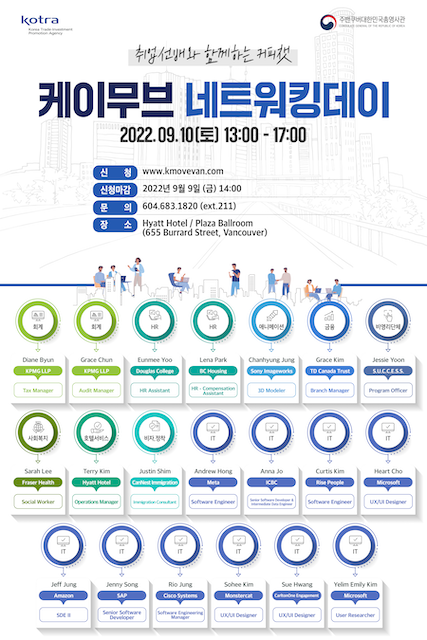 kotra
Korea Trade-Investment
Promotion Agency
주밴쿠버대한민국총영사관
CONSULATE GENERAL OF THE REPUBLIC OF KOREA
취업선배와 함께하는 커피챗
케이무브 네트워킹데이
2022.09.10(토) 13:00 - 17:00
신 청 www.kmovevan.com
신청마감 2022년 9월 9일 (금) 14:00
문 의 604.683.1820 (ext.211)
장 소 Hyatt Hotel / Plaza Ballroom
(655 Burrard Street, Vancouver)
회계 회계 HR HR 애니메이션 금융 비영리단체
Diane Byun Grace Chun Eunmee Yoo Lena Park Chanhyung Jung Grace Kim Jessie Yoon
KPMG LLP KPMG LLP Douglas College BC Housing Sony Imageworks TD Canada Trust S.U.C.C.E.S.S.
Tax Manager Audit Manager HR Assistant HR - Compensation Assistant 3D Modeler Branch Manager Program Officer
사회복지 호텔서비스 비자,정착 IT IT IT IT
Sarah Lee Terry Kim Justin Shim Andrew Hong Anna Jo Curtis Kim Heart Cho
Fraser Health Hyatt Hotel CanNest Immigration Meta ICBC Rise People Microsoft
Social Worker Operations Manager Immigration Consultant Software Engineer Senior Software Developer & Intermediate Data Engineer Software Engineer UX/UI Designer
IT IT IT IT IT IT
Jeff Jung Jenny Song Rio Jung Sohee Kim Sue Hwang Yelim Emily Kim
Amazon SAP Cisco Systems Monstercat CarltonOne Engagement Microsoft
SDE II Senior Software Developer Software Engineering Manager UX/UI Designer UX/UI Designer User Researcher